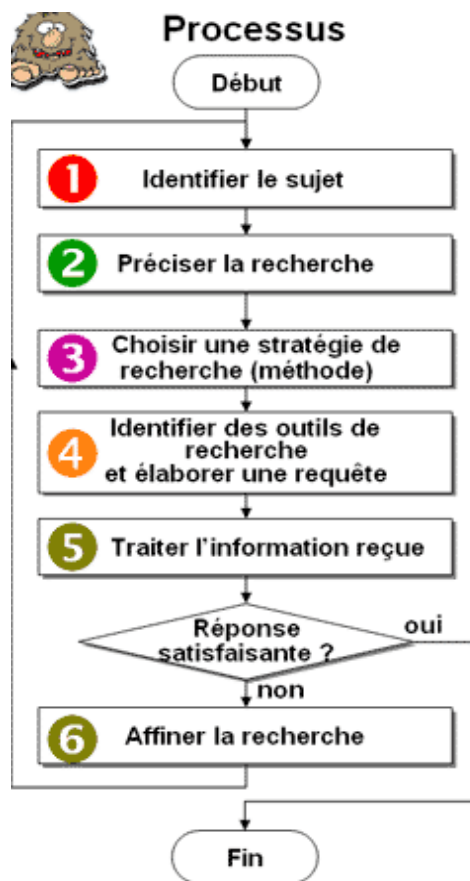 Processus
Début
1 Identifier le sujet
2 Préciser la recherche
3 Choisir une stratégie de
recherche (méthode)
4 Identifier des outils de
recherche
et élaborer une requête
5 Traiter l'information reçue
Réponse
satisfaisante ?
oui
non
6 Affiner la recherche
Fin